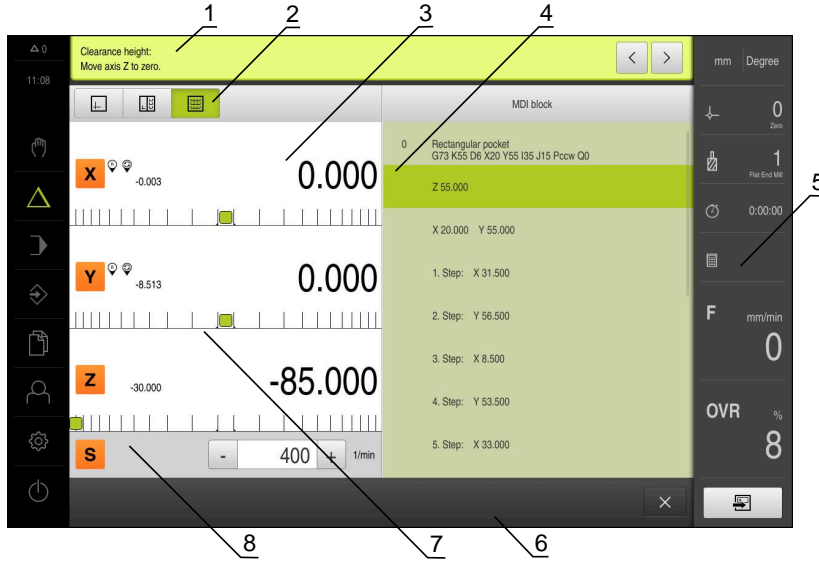 1
2
3
4
0
11:08
Clearance height:
Move axis Z to zero.
< >
mm Degree
MDI block
0 Rectangular pocket
G73 K55 D6 X20 Y55 I35 J15 Pccw Q0
X -0.003 0.000
Z 55.000
X 20.000 Y 55.000
Y -8.513 0.000
1. Step: X 31.500
2. Step: Y 56.500
3. Step: X 8.500
Z -30.000 -85.000
4. Step: Y 53.500
5. Step: X 33.000
S - 400 + 1/min
0
Zero
1
Flat End Mill
0:00:00
5
F mm/min
0
OVR %
8
6
7
8